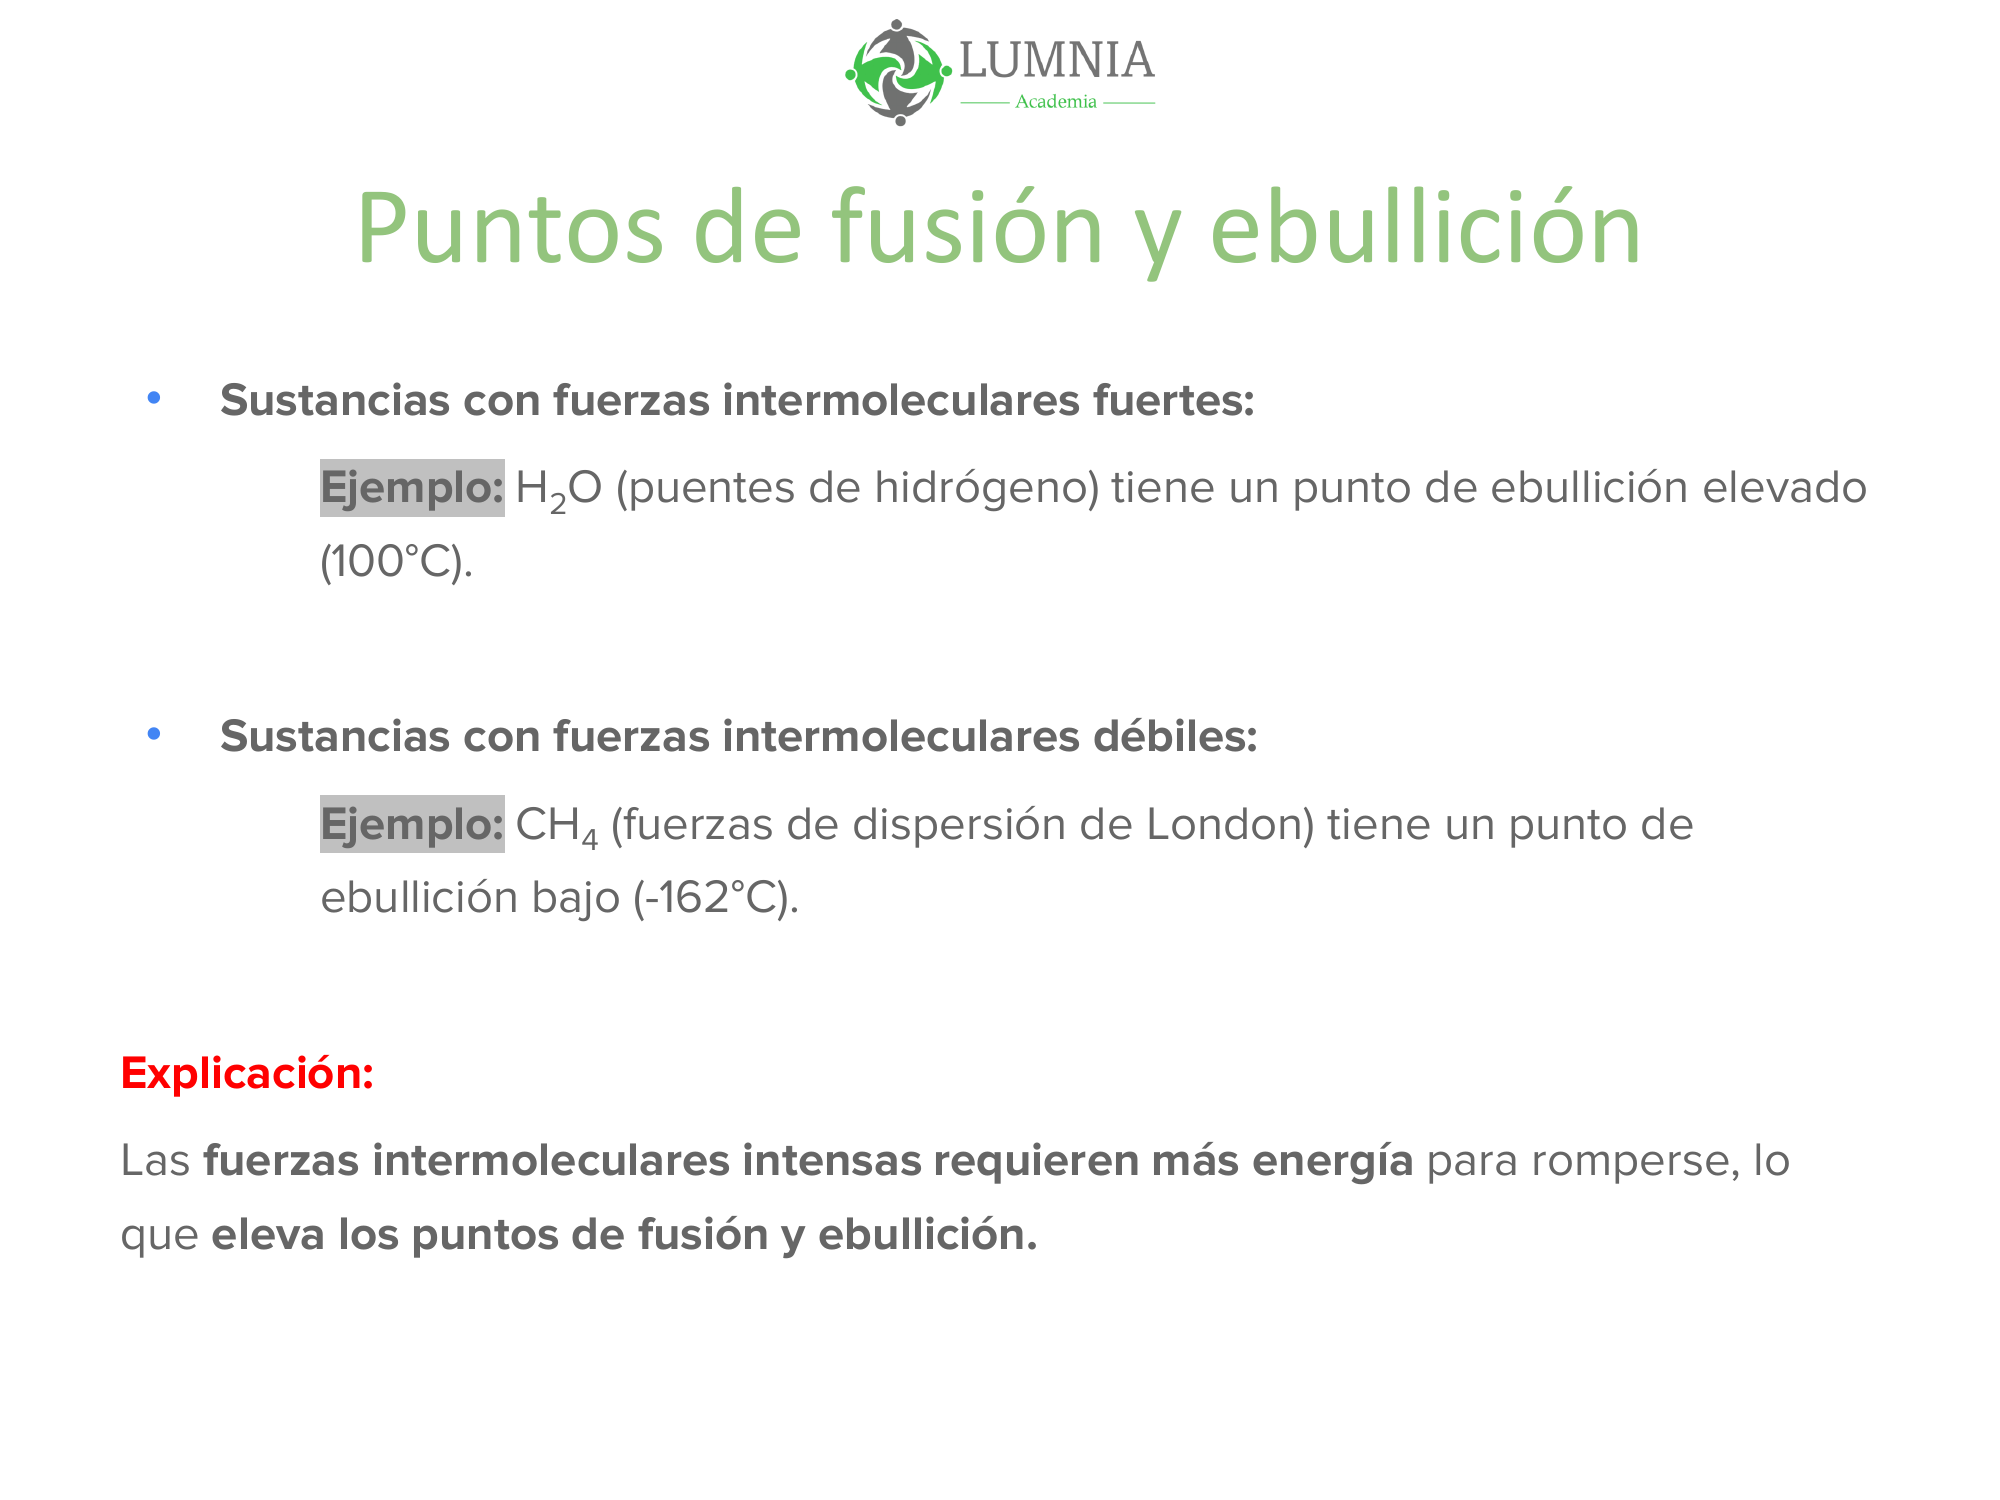 LUMNIA
Academia
Puntos de fusión y ebullición
• Sustancias con fuerzas intermoleculares fuertes:
Ejemplo: H₂O (puentes de hidrógeno) tiene un punto de ebullición elevado
(100°C).
• Sustancias con fuerzas intermoleculares débiles:
Ejemplo: CH₄ (fuerzas de dispersión de London) tiene un punto de
ebullición bajo (-162°C).
Explicación:
Las fuerzas intermoleculares intensas requieren más energía para romperse, lo
que eleva los puntos de fusión y ebullición.